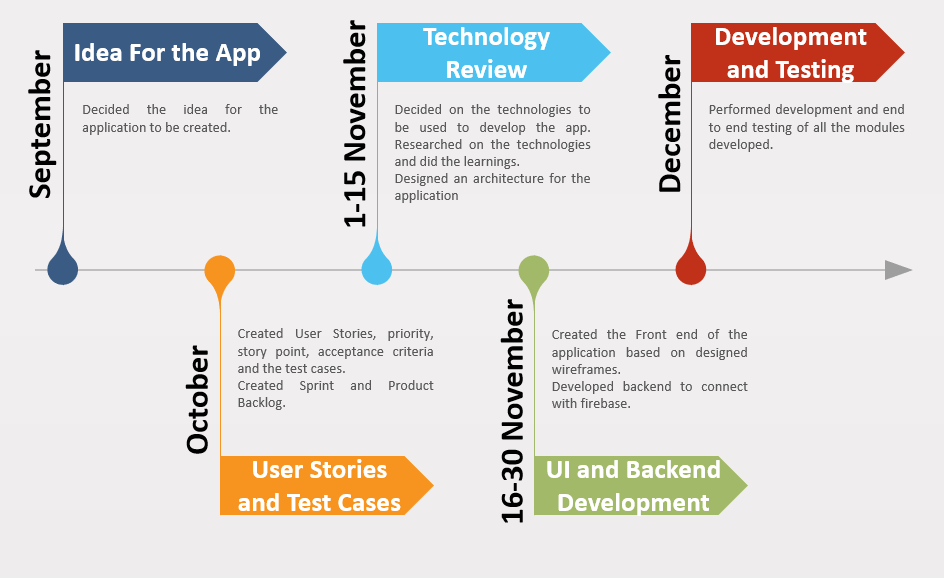 September
Idea For the App
Decided the idea for the
application to be created.
1-15 November
Technology
Review
Decided on the technologies to
be used to develop the app.
Researched on the technologies
and did the learnings.
Designed an architecture for the
application
December
Development
and Testing
Performed development and end
to end testing of all the modules
developed.
October
Created User Stories, priority,
story point, acceptance criteria
and the test cases.
Created Sprint and Product
Backlog.
User Stories
and Test Cases
16-30 November
Created the Front end of the
application based on designed
wireframes.
Developed backend to connect
with firebase.
UI and Backend
Development